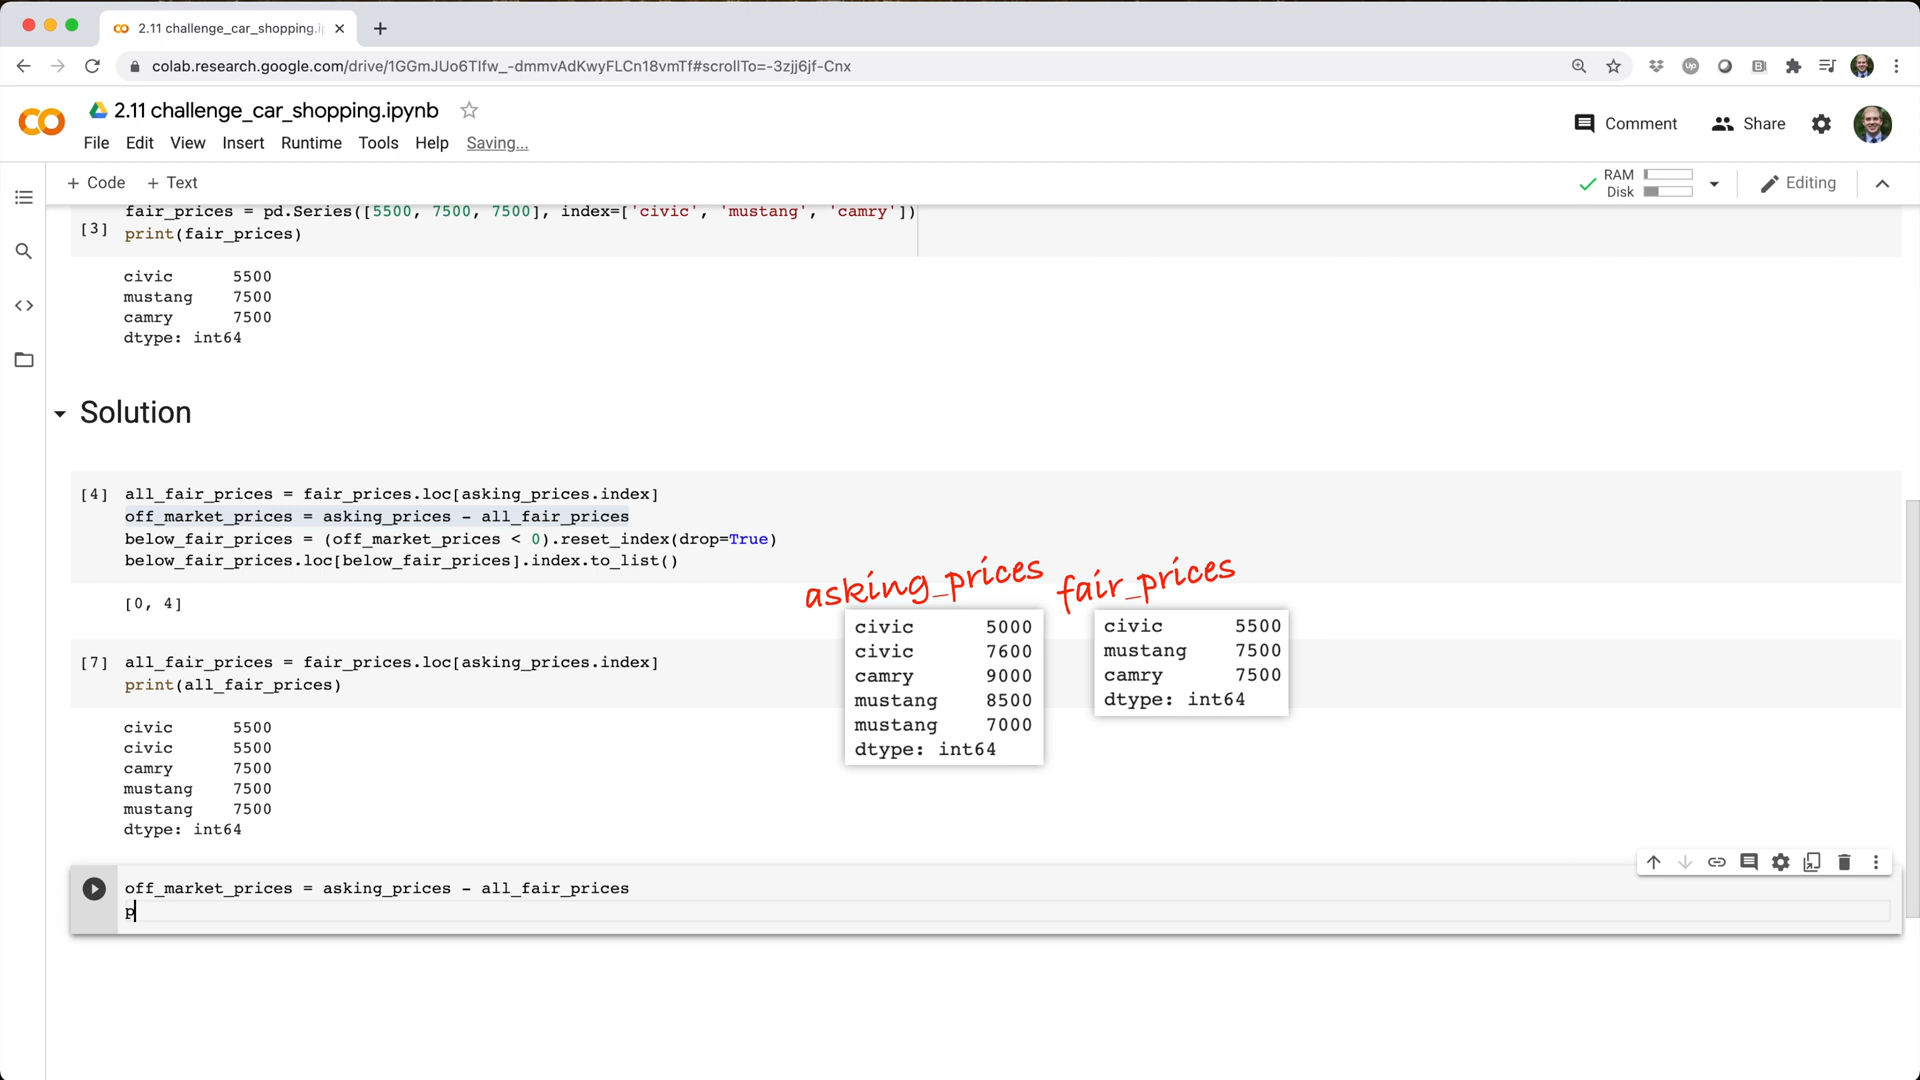 2.11 challenge_car_shopping.i
colab.research.google.com/drive/1GGmJUo6TIfw_-dmmvAdKwyFLCn18vmTf#scrollTo=-3zjj6jf-Cnx
2.11 challenge_car_shopping.ipynb
Comment
Share
File Edit View Insert Runtime Tools Help Saving...
+ Code + Text
RAM
Disk
Editing
fair_prices = pd.Series([5500, 7500, 7500], index=['civic', 'mustang', 'camry'])
[3] print(fair_prices)
civic 5500
mustang 7500
camry 7500
dtype: int64
Solution
[4] all_fair_prices = fair_prices.loc[asking_prices.index]
off_market_prices = asking_prices - all_fair_prices
below_fair_prices = (off_market_prices < 0).reset_index(drop=True)
below_fair_prices.loc[below_fair_prices].index.to_list()
[0, 4]
asking_prices
civic 5000
civic 7600
camry 9000
mustang 8500
mustang 7000
dtype: int64
fair_prices
civic 5500
mustang 7500
camry 7500
dtype: int64
[7] all_fair_prices = fair_prices.loc[asking_prices.index]
print(all_fair_prices)
civic 5500
civic 5500
camry 7500
mustang 7500
mustang 7500
dtype: int64
off_market_prices = asking_prices - all_fair_prices
p